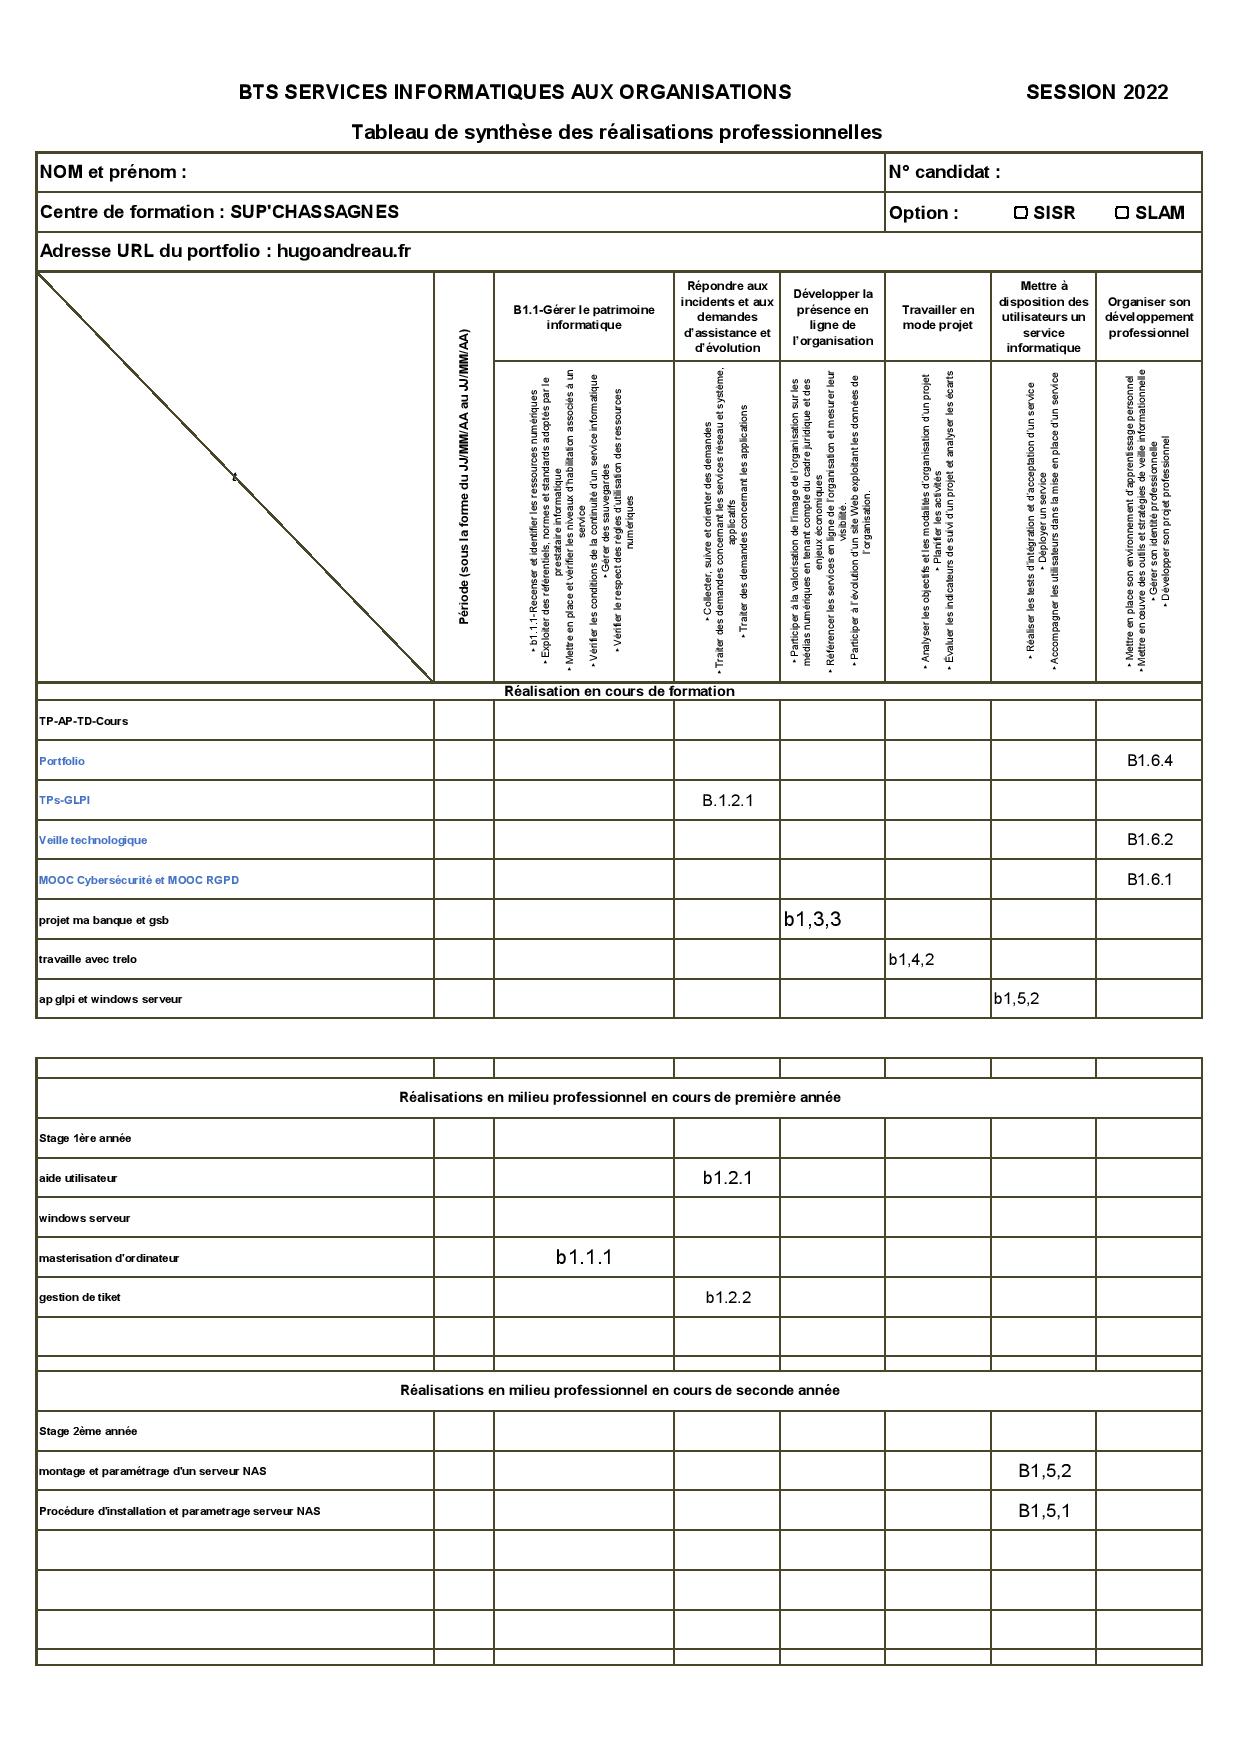 BTS SERVICES INFORMATIQUES AUX ORGANISATIONS SESSION 2022
Tableau de synthèse des réalisations professionnelles
NOM et prénom : N° candidat :
Centre de formation : SUP'CHASSAGNES Option : SISR SLAM
Adresse URL du portfolio : hugoandreau.fr
Période (sous la forme du JJ/MM/AA au JJ/MM/AA)
B1.1-Gérer le patrimoine
informatique
Répondre aux
incidents et aux
demandes
d'assistance et
d'évolution
Développer la
présence en
ligne de
l'organisation
Travailler en
mode projet
Mettre à
disposition des
utilisateurs un
service
informatique
Organiser son
développement
professionnel
‣ b1.1.1-Recenser et identifier les ressources numériques
‣ Exploiter des référentiels, normes et standards adoptés par le
prestataire informatique
‣ Mettre en place et vérifier les niveaux d'habilitation associés à un
service
‣ Vérifier les conditions de la continuité d'un service informatique
‣ Gérer des sauvegardes
‣ Vérifier le respect des règles d'utilisation des ressources
numériques
‣ Collecter, suivre et orienter des demandes
‣ Traiter des demandes concernant les services réseau et système,
applicatifs
‣ Traiter des demandes concernant les applications
‣ Participer à la valorisation de l'image de l'organisation sur les
médias numériques en tenant compte du cadre juridique et des
enjeux économiques
‣ Référencer les services en ligne de l'organisation et mesurer leur
visibilité.
‣ Participer à l'évolution d'un site Web exploitant les données de
l'organisation.
‣ Analyser les objectifs et les modalités d'organisation d'un projet
‣ Planifier les activités
‣ Évaluer les indicateurs de suivi d'un projet et analyser les écarts
‣ Réaliser les tests d'intégration et d'acceptation d'un service
‣ Déployer un service
‣ Accompagner les utilisateurs dans la mise en place d'un service
‣ Mettre en place son environnement d'apprentissage personnel
‣ Mettre en œuvre des outils et stratégies de veille informationnelle
‣ Gérer son identité professionnelle
‣ Développer son projet professionnel
Réalisation en cours de formation
TP-AP-TD-Cours
Portfolio B1.6.4
TPs-GLPI B.1.2.1
Veille technologique B1.6.2
MOOC Cybersécurité et MOOC RGPD B1.6.1
projet ma banque et gsb b1,3,3
travaille avec trelo b1,4,2
ap glpi et windows serveur b1,5,2
Réalisations en milieu professionnel en cours de première année
Stage 1ère année
aide utilisateur b1.2.1
windows serveur
masterisation d'ordinateur b1.1.1
gestion de tiket b1.2.2
Réalisations en milieu professionnel en cours de seconde année
Stage 2ème année
montage et paramétrage d'un serveur NAS B1,5,2
Procédure d'installation et parametrage serveur NAS B1,5,1